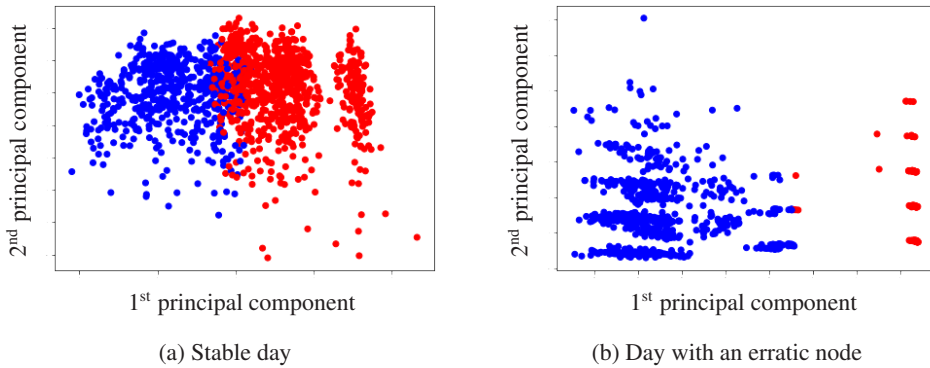 2nd principal component
1st principal component
(a) Stable day
2nd principal component
1st principal component
(b) Day with an erratic node